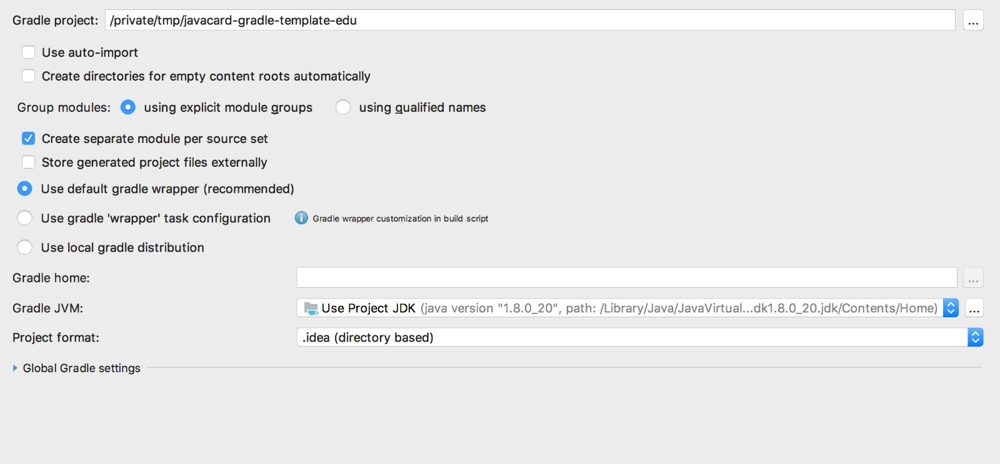 Gradle project: /private/tmp/javacard-gradle-template-edu ...
Use auto-import
Create directories for empty content roots automatically
Group modules: using explicit module groups using qualified names
Create separate module per source set
Store generated project files externally
Use default gradle wrapper (recommended)
Use gradle 'wrapper' task configuration Gradle wrapper customization in build script
Use local gradle distribution
Gradle home: ...
Gradle JVM: Use Project JDK (java version "1.8.0_20", path: /Library/Java/JavaVirtual...dk1.8.0_20.jdk/Contents/Home) ...
Project format: .idea (directory based)
Global Gradle settings